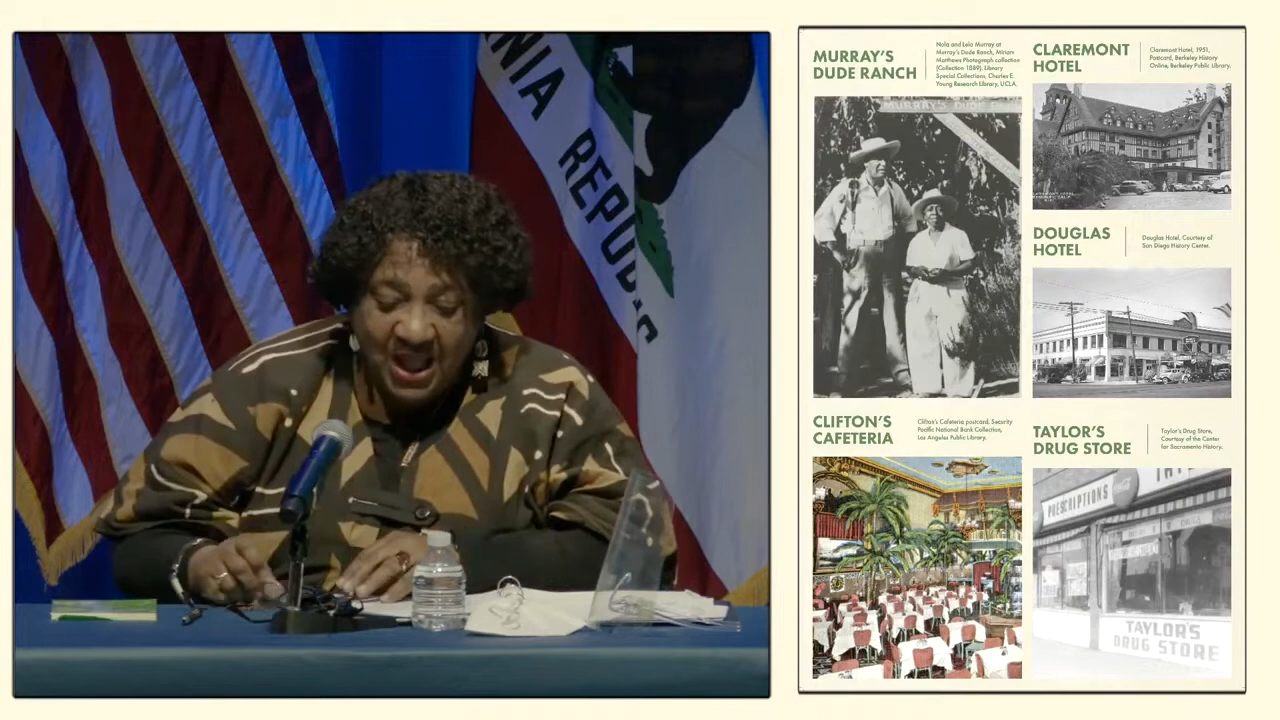 NIA REPUBLIC
MURRAY'S
DUDE RANCH
Nola and Lela Murray at
Murray's Dude Ranch, Miriam
Matthews Photograph collection
(Collection 1889), Library
Special Collections, Charles E.
Young Research Library, UCLA.
MURRAY'S DUDE
CLAREMONT
HOTEL
Claremont Hotel, 1951,
Postcard, Berkeley History
Online, Berkeley Public Library.
DOUGLAS
HOTEL
Douglas Hotel, Courtesy of
San Diego History Center.
CLIFTON'S
CAFETERIA
Clifton's Cafeteria postcard, Security
Pacific National Bank Collection,
Los Angeles Public Library.
TAYLOR'S
DRUG STORE
Taylor's Drug Store,
Courtesy of the Center
for Sacramento History.
PRESCRIPTIONS
TAYLOR'S
DRUG STORE